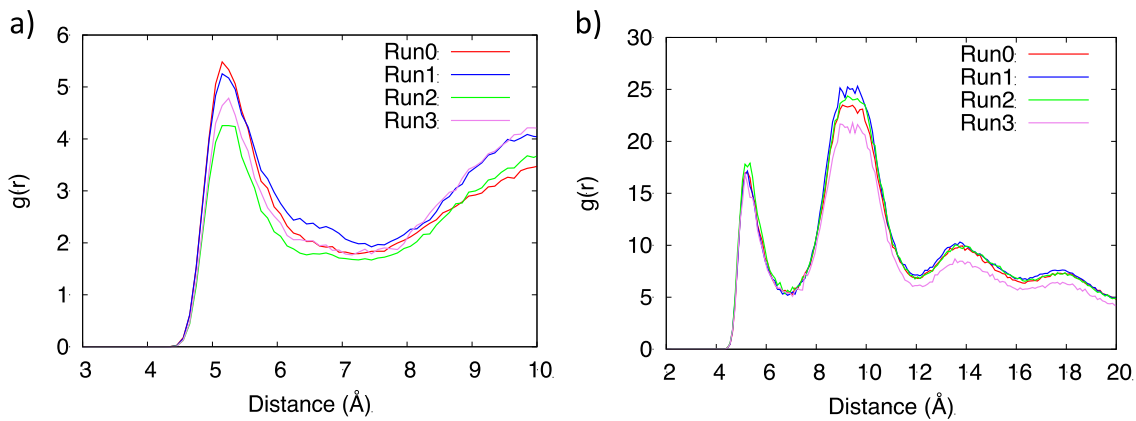 a)
g(r)
6
5
4
3
2
1
0
3 4 5 6 7 8 9 10
Distance (Å)
Run0
Run1
Run2
Run3
b)
g(r)
30
25
20
15
10
5
0
2 4 6 8 10 12 14 16 18 20
Distance (Å)
Run0
Run1
Run2
Run3